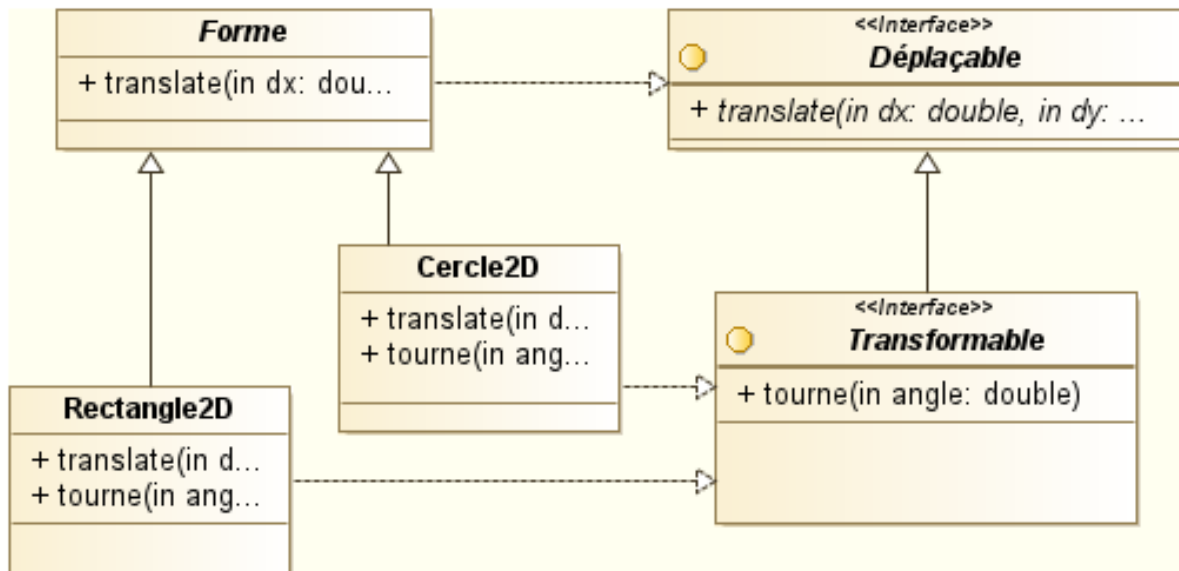 Forme
+ translate(in dx: dou...
<<Interface>>
Déplaçable
+ translate(in dx: double, in dy: ...
Cercle2D
+ translate(in d...
+ tourne(in ang...
<<Interface>>
Transformable
+ tourne(in angle: double)
Rectangle2D
+ translate(in d...
+ tourne(in ang...